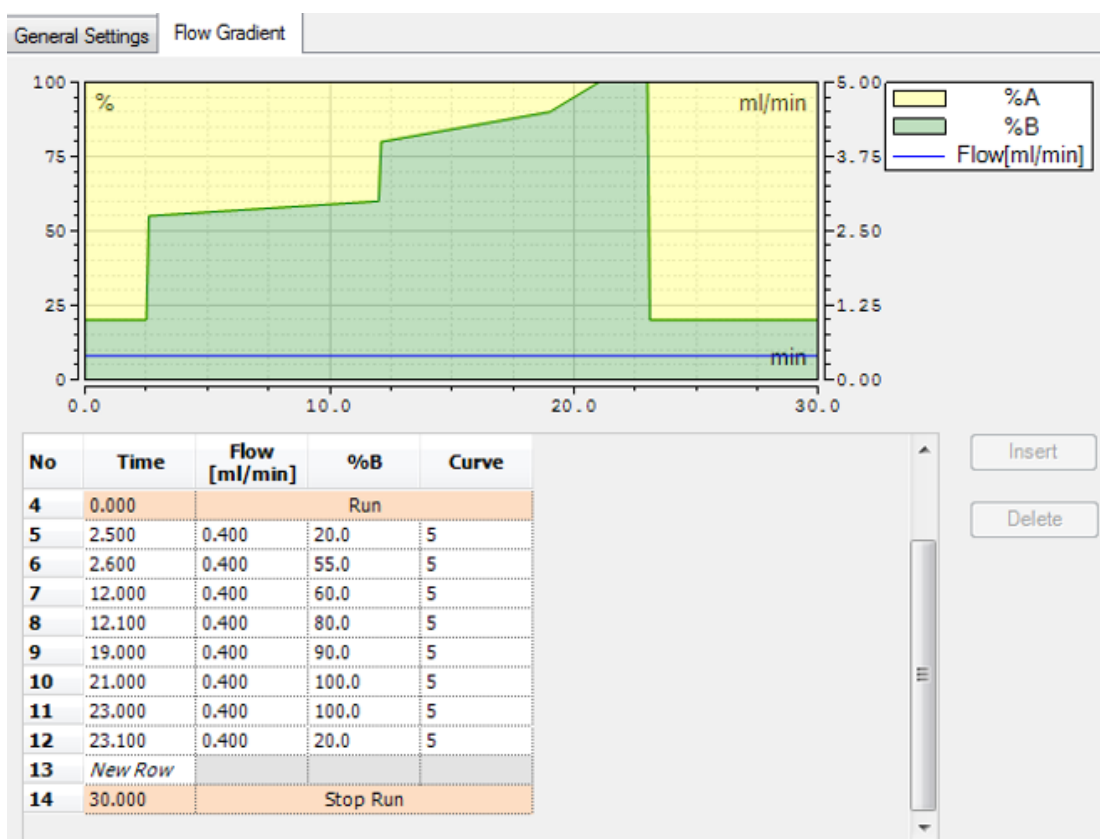 General Settings Flow Gradient
100 5.00
% ml/min
75 3.75
50 2.50
25 1.25
min
0 0.00
0.0 10.0 20.0 30.0
%A
%B
Flow[ml/min]
No Time Flow [ml/min] %B Curve
4 0.000 Run
5 2.500 0.400 20.0 5
6 2.600 0.400 55.0 5
7 12.000 0.400 60.0 5
8 12.100 0.400 80.0 5
9 19.000 0.400 90.0 5
10 21.000 0.400 100.0 5
11 23.000 0.400 100.0 5
12 23.100 0.400 20.0 5
13 New Row
14 30.000 Stop Run
Insert
Delete